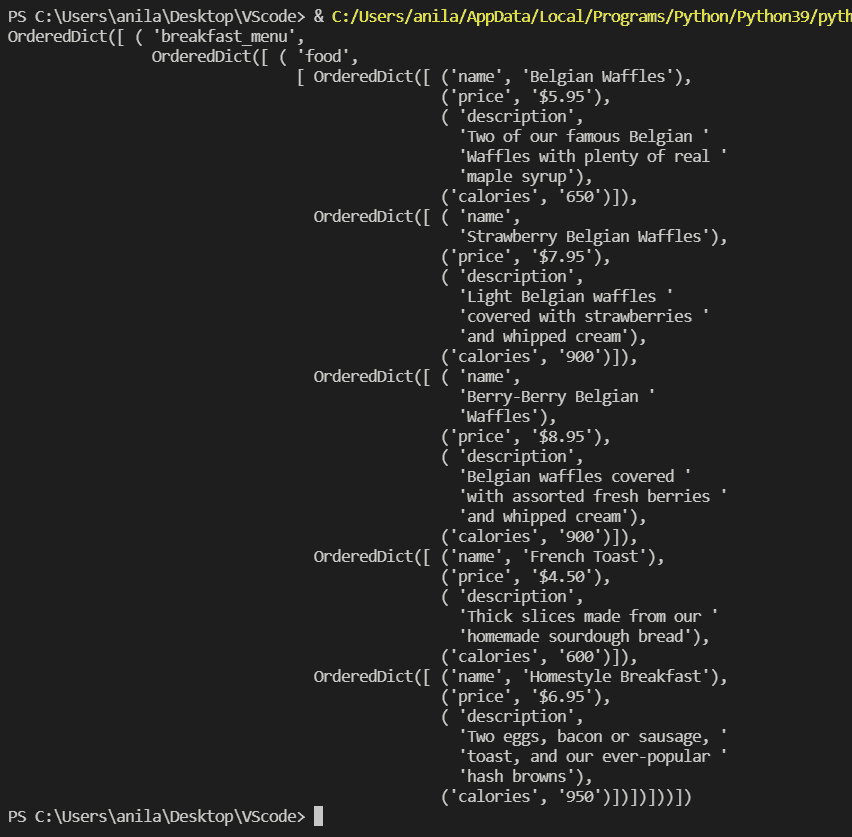 PS C:\Users\anila\Desktop\VScode> & C:/Users/anila/AppData/Local/Programs/Python/Python39/pyth
OrderedDict([ ( 'breakfast_menu',
                OrderedDict([ ( 'food',
                                [ OrderedDict([ ('name', 'Belgian Waffles'),
                                                ('price', '$5.95'),
                                                ( 'description',
                                                  'Two of our famous Belgian '
                                                  'Waffles with plenty of real '
                                                  'maple syrup'),
                                                ('calories', '650')]),
                                  OrderedDict([ ( 'name',
                                                  'Strawberry Belgian Waffles'),
                                                ('price', '$7.95'),
                                                ( 'description',
                                                  'Light Belgian waffles '
                                                  'covered with strawberries '
                                                  'and whipped cream'),
                                                ('calories', '900')]),
                                  OrderedDict([ ( 'name',
                                                  'Berry-Berry Belgian '
                                                  'Waffles'),
                                                ('price', '$8.95'),
                                                ( 'description',
                                                  'Belgian waffles covered '
                                                  'with assorted fresh berries '
                                                  'and whipped cream'),
                                                ('calories', '900')]),
                                  OrderedDict([ ('name', 'French Toast'),
                                                ('price', '$4.50'),
                                                ( 'description',
                                                  'Thick slices made from our '
                                                  'homemade sourdough bread'),
                                                ('calories', '600')]),
                                  OrderedDict([ ('name', 'Homestyle Breakfast'),
                                                ('price', '$6.95'),
                                                ( 'description',
                                                  'Two eggs, bacon or sausage, '
                                                  'toast, and our ever-popular '
                                                  'hash browns'),
                                                ('calories', '950')])])]))])
PS C:\Users\anila\Desktop\VScode>